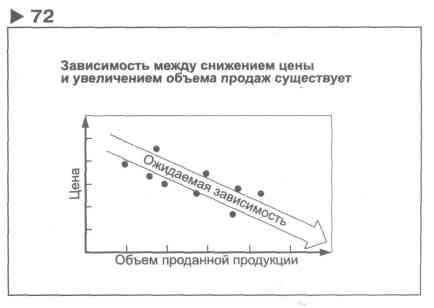 ▶ 72
Зависимость между снижением цены
и увеличением объема продаж существует
Цена
Ожидаемая зависимость
Объем проданной продукции